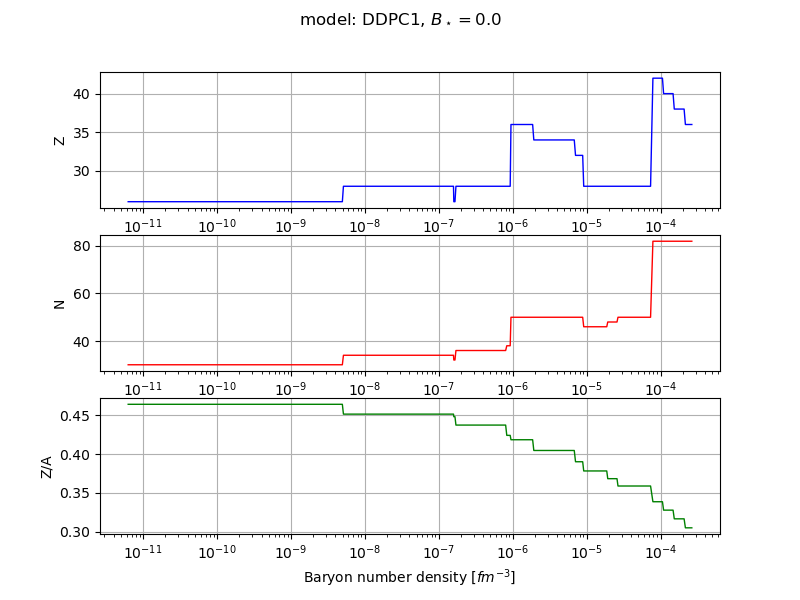 model: DDPC1, $B_\star = 0.0$
40
35
30
Z
10⁻¹¹ 10⁻¹⁰ 10⁻⁹ 10⁻⁸ 10⁻⁷ 10⁻⁶ 10⁻⁵ 10⁻⁴
80
60
40
N
10⁻¹¹ 10⁻¹⁰ 10⁻⁹ 10⁻⁸ 10⁻⁷ 10⁻⁶ 10⁻⁵ 10⁻⁴
0.45
0.40
0.35
0.30
Z/A
10⁻¹¹ 10⁻¹⁰ 10⁻⁹ 10⁻⁸ 10⁻⁷ 10⁻⁶ 10⁻⁵ 10⁻⁴
Baryon number density [fm⁻³]